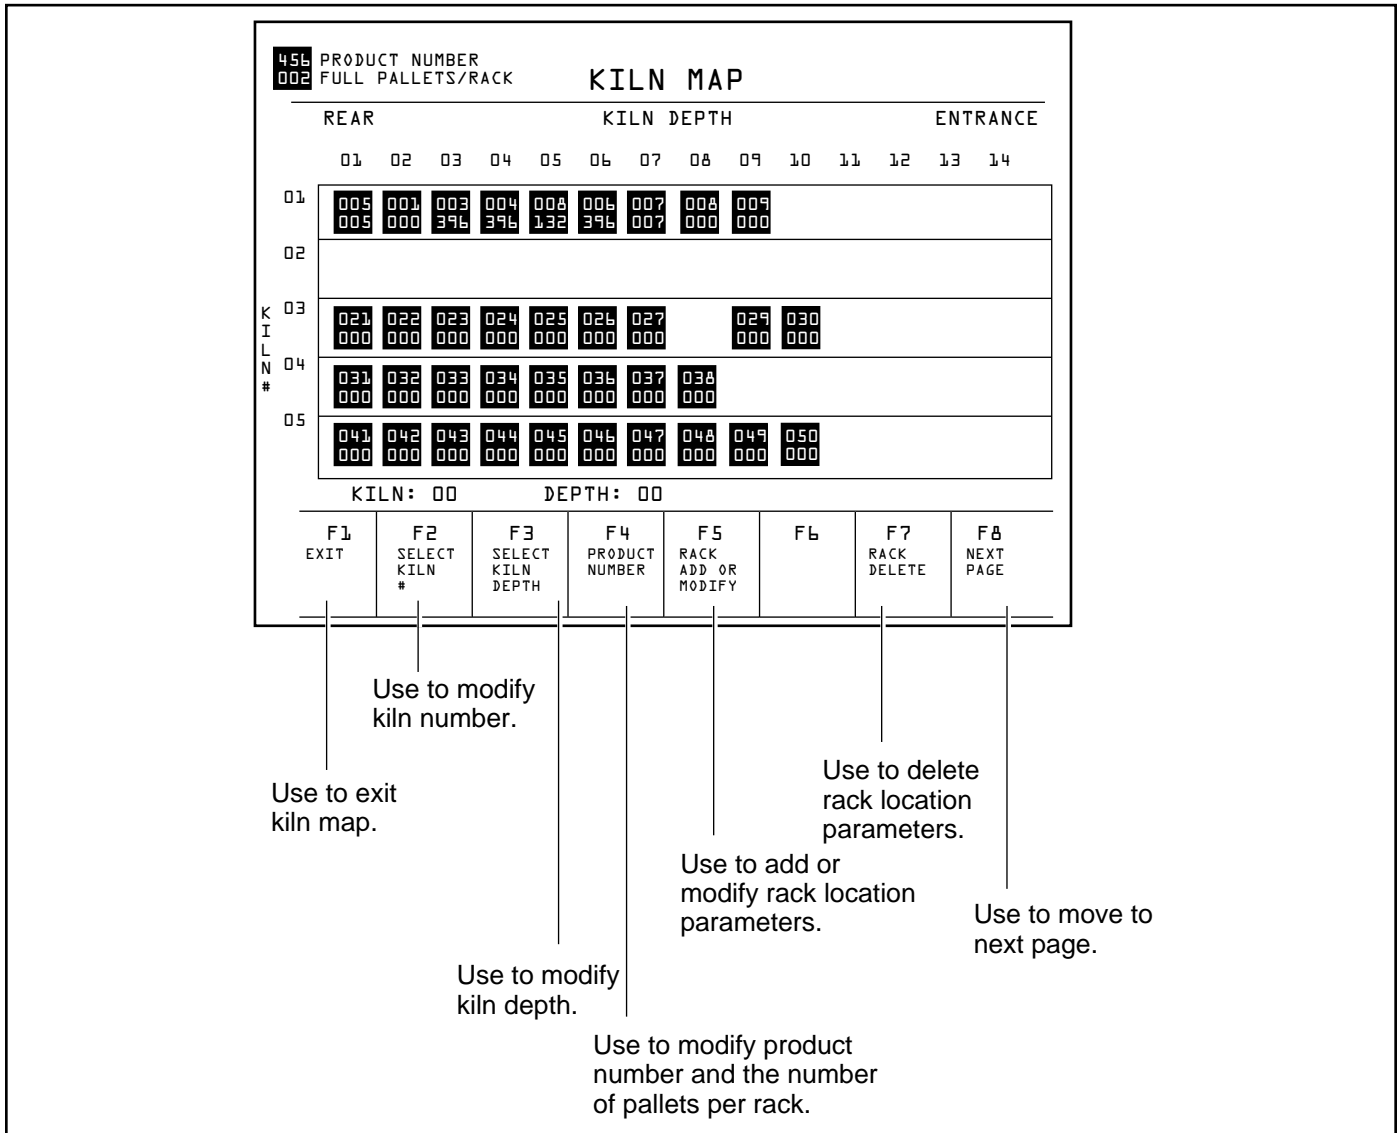 456 PRODUCT NUMBER
002 FULL PALLETS/RACK
KILN MAP
REAR KILN DEPTH ENTRANCE
01 02 03 04 05 06 07 08 09 10 11 12 13 14
01
005 001 003 004 008 006 007 008 009
005 000 396 396 132 396 007 000 000
02
KILN #
03
021 022 023 024 025 026 027 029 030
000 000 000 000 000 000 000 000 000
04
031 032 033 034 035 036 037 038
000 000 000 000 000 000 000 000
05
041 042 043 044 045 046 047 048 049 050
000 000 000 000 000 000 000 000 000 000
KILN: 00 DEPTH: 00
F1
EXIT
F2
SELECT
KILN
#
F3
SELECT
KILN
DEPTH
F4
PRODUCT
NUMBER
F5
RACK
ADD OR
MODIFY
F6
F7
RACK
DELETE
F8
NEXT
PAGE
Use to modify
kiln number.
Use to exit
kiln map.
Use to delete
rack location
parameters.
Use to add or
modify rack location
parameters.
Use to move to
next page.
Use to modify
kiln depth.
Use to modify product
number and the number
of pallets per rack.